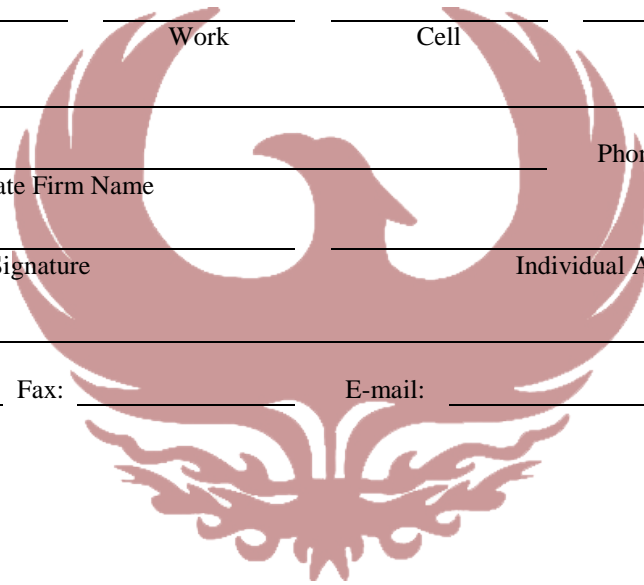 Work Cell
Phon
ate Firm Name
Signature Individual A
Fax: E-mail: